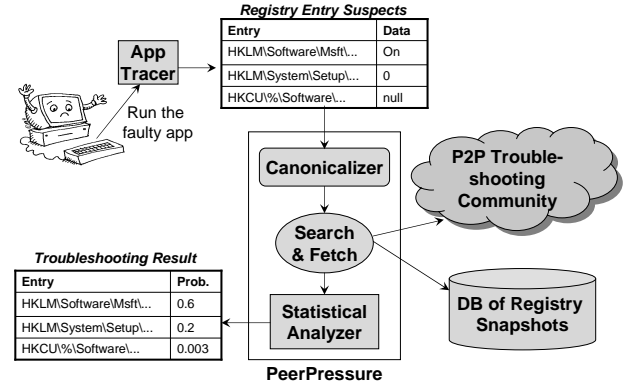 Registry Entry Suspects
Entry Data
HKLM\Software\Msft\... On
HKLM\System\Setup\... 0
HKCU\%\Software\... null
App
Tracer
Run the
faulty app
Canonicalizer
Search
& Fetch
Statistical
Analyzer
PeerPressure
P2P Trouble-
shooting
Community
DB of Registry
Snapshots
Troubleshooting Result
Entry Prob.
HKLM\Software\Msft\... 0.6
HKLM\System\Setup\... 0.2
HKCU\%\Software\... 0.003